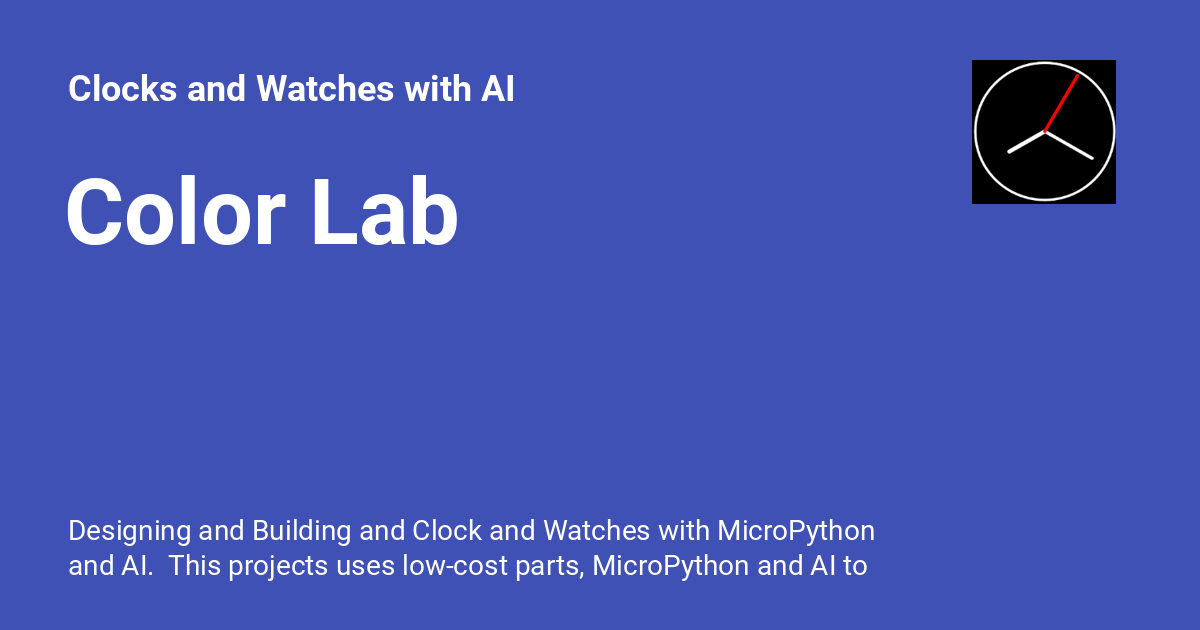 Clocks and Watches with AI
Color Lab
Designing and Building and Clock and Watches with MicroPython
and AI.  This projects uses low-cost parts, MicroPython and AI to